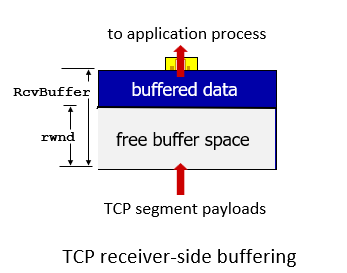 to application process
RcvBuffer
buffered data
rwnd
free buffer space
TCP segment payloads
TCP receiver-side buffering